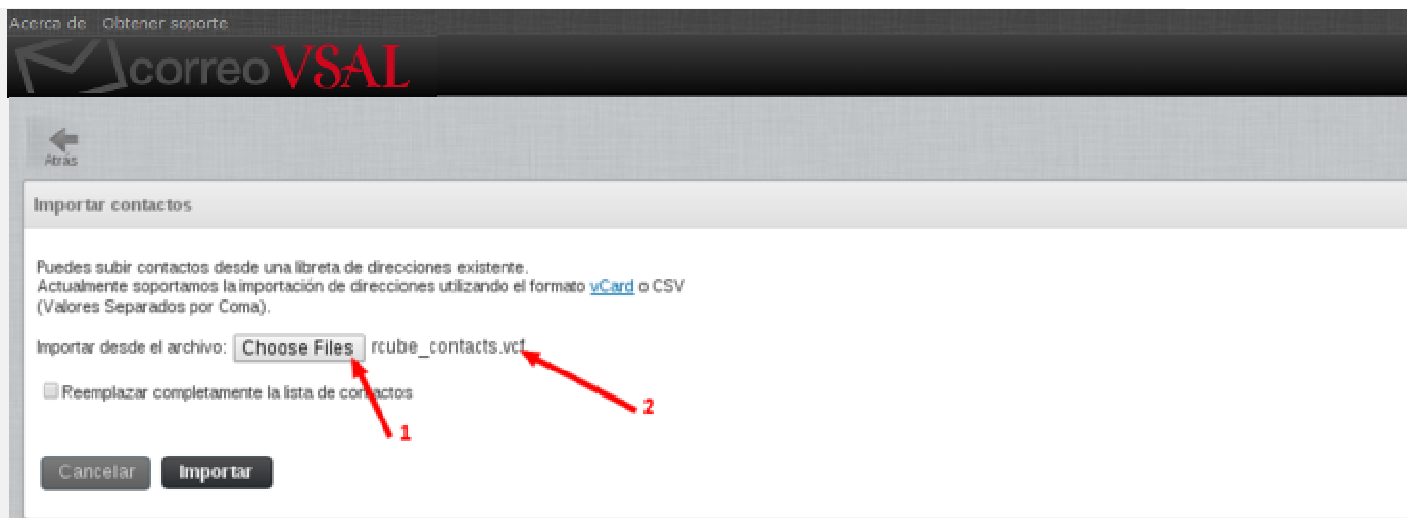 Acerca de Obtener soporte
correo VSAL
Atrás
Importar contactos
Puedes subir contactos desde una libreta de direcciones existente.
Actualmente soportamos la importación de direcciones utilizando el formato vCard o CSV
(Valores Separados por Coma).
Importar desde el archivo: Choose Files rcube_contacts.vcf
2
Reemplazar completamente la lista de contactos
1
Cancelar Importar